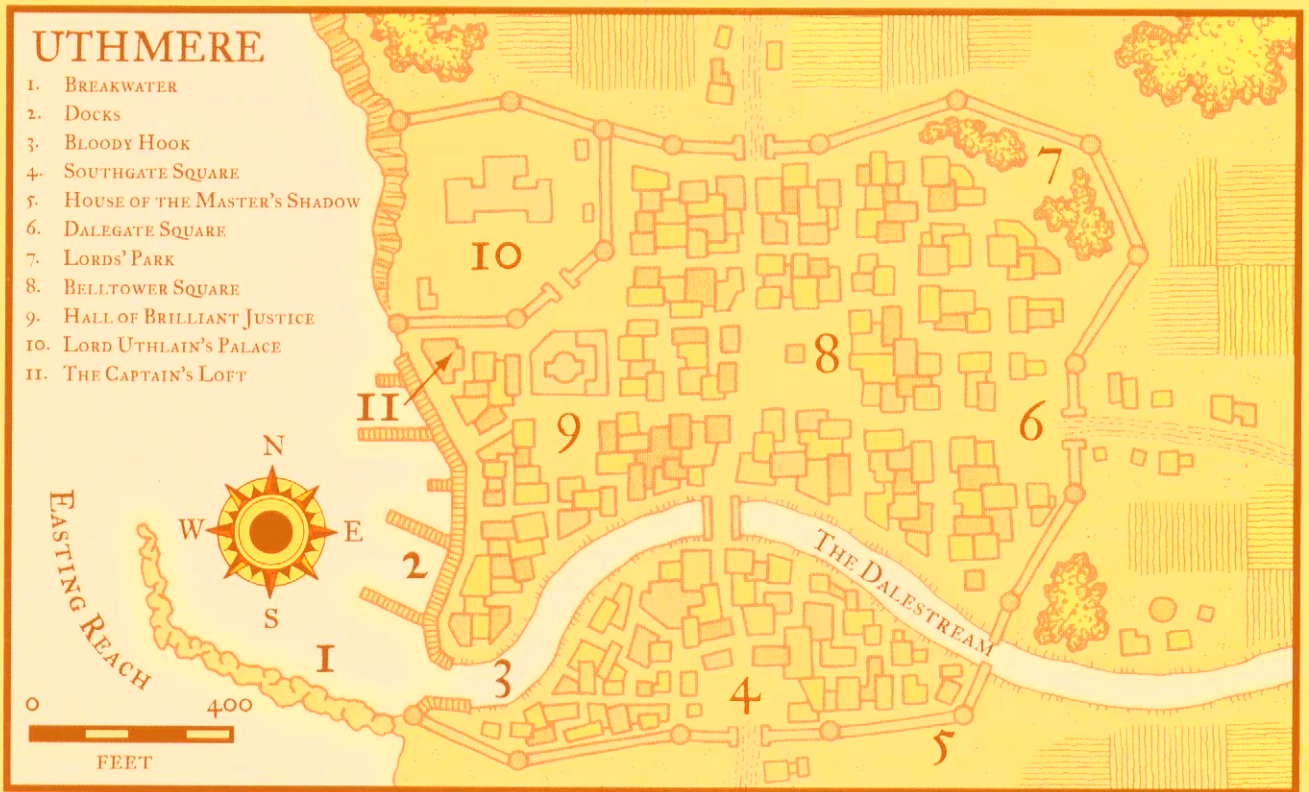 UTHMERE
1. BREAKWATER
2. DOCKS
3. BLOODY HOOK
4. SOUTHGATE SQUARE
5. HOUSE OF THE MASTER'S SHADOW
6. DALEGATE SQUARE
7. LORDS' PARK
8. BELLTOWER SQUARE
9. HALL OF BRILLIANT JUSTICE
10. LORD UTHLAIN'S PALACE
11. THE CAPTAIN'S LOFT
7
10
8
11
9
6
N
W
E
S
EASTING REACH
2
THE DALESTREAM
1
3
4
5
0 400
FEET